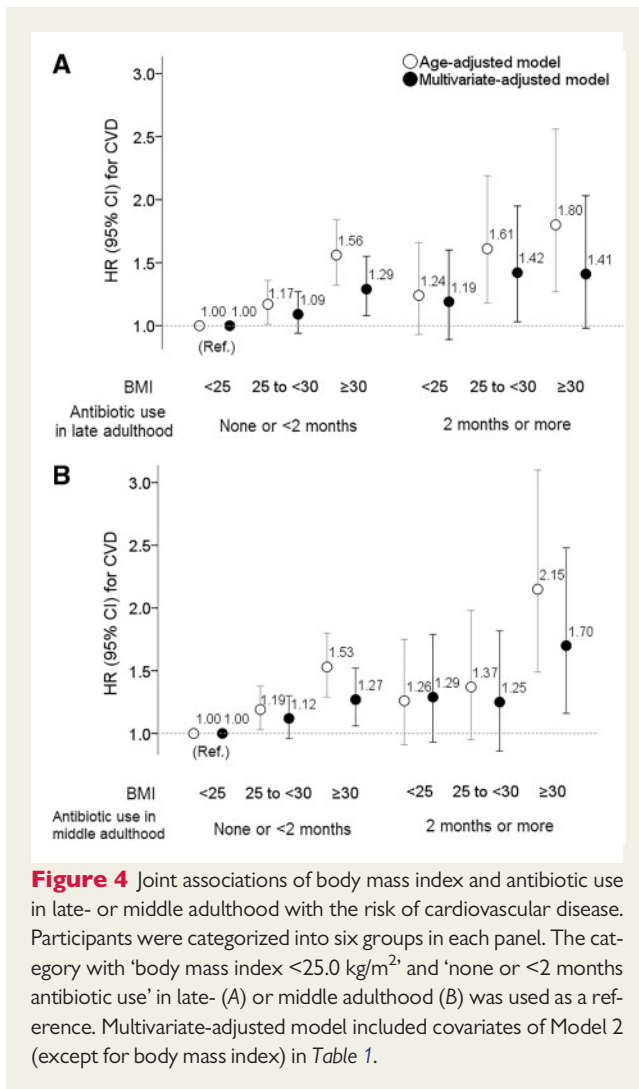 A
○ Age-adjusted model
● Multivariate-adjusted model
HR (95% CI) for CVD
3.0
2.5
2.0
1.5
1.0
1.00 1.00 1.17 1.09 1.56 1.29 1.24 1.19 1.61 1.42 1.80 1.41
(Ref.)
BMI <25 25 to <30 ≥30 <25 25 to <30 ≥30
Antibiotic use
in late adulthood None or <2 months 2 months or more
B
HR (95% CI) for CVD
3.0
2.5
2.0
1.5
1.0
1.00 1.00 1.19 1.12 1.53 1.27 1.26 1.29 1.37 1.25 2.15 1.70
(Ref.)
BMI <25 25 to <30 ≥30 <25 25 to <30 ≥30
Antibiotic use in
middle adulthood None or <2 months 2 months or more
Figure 4 Joint associations of body mass index and antibiotic use
in late- or middle adulthood with the risk of cardiovascular disease.
Participants were categorized into six groups in each panel. The cat-
egory with ‘body mass index <25.0 kg/m²’ and ‘none or <2 months
antibiotic use’ in late- (A) or middle adulthood (B) was used as a ref-
erence. Multivariate-adjusted model included covariates of Model 2
(except for body mass index) in Table 1.